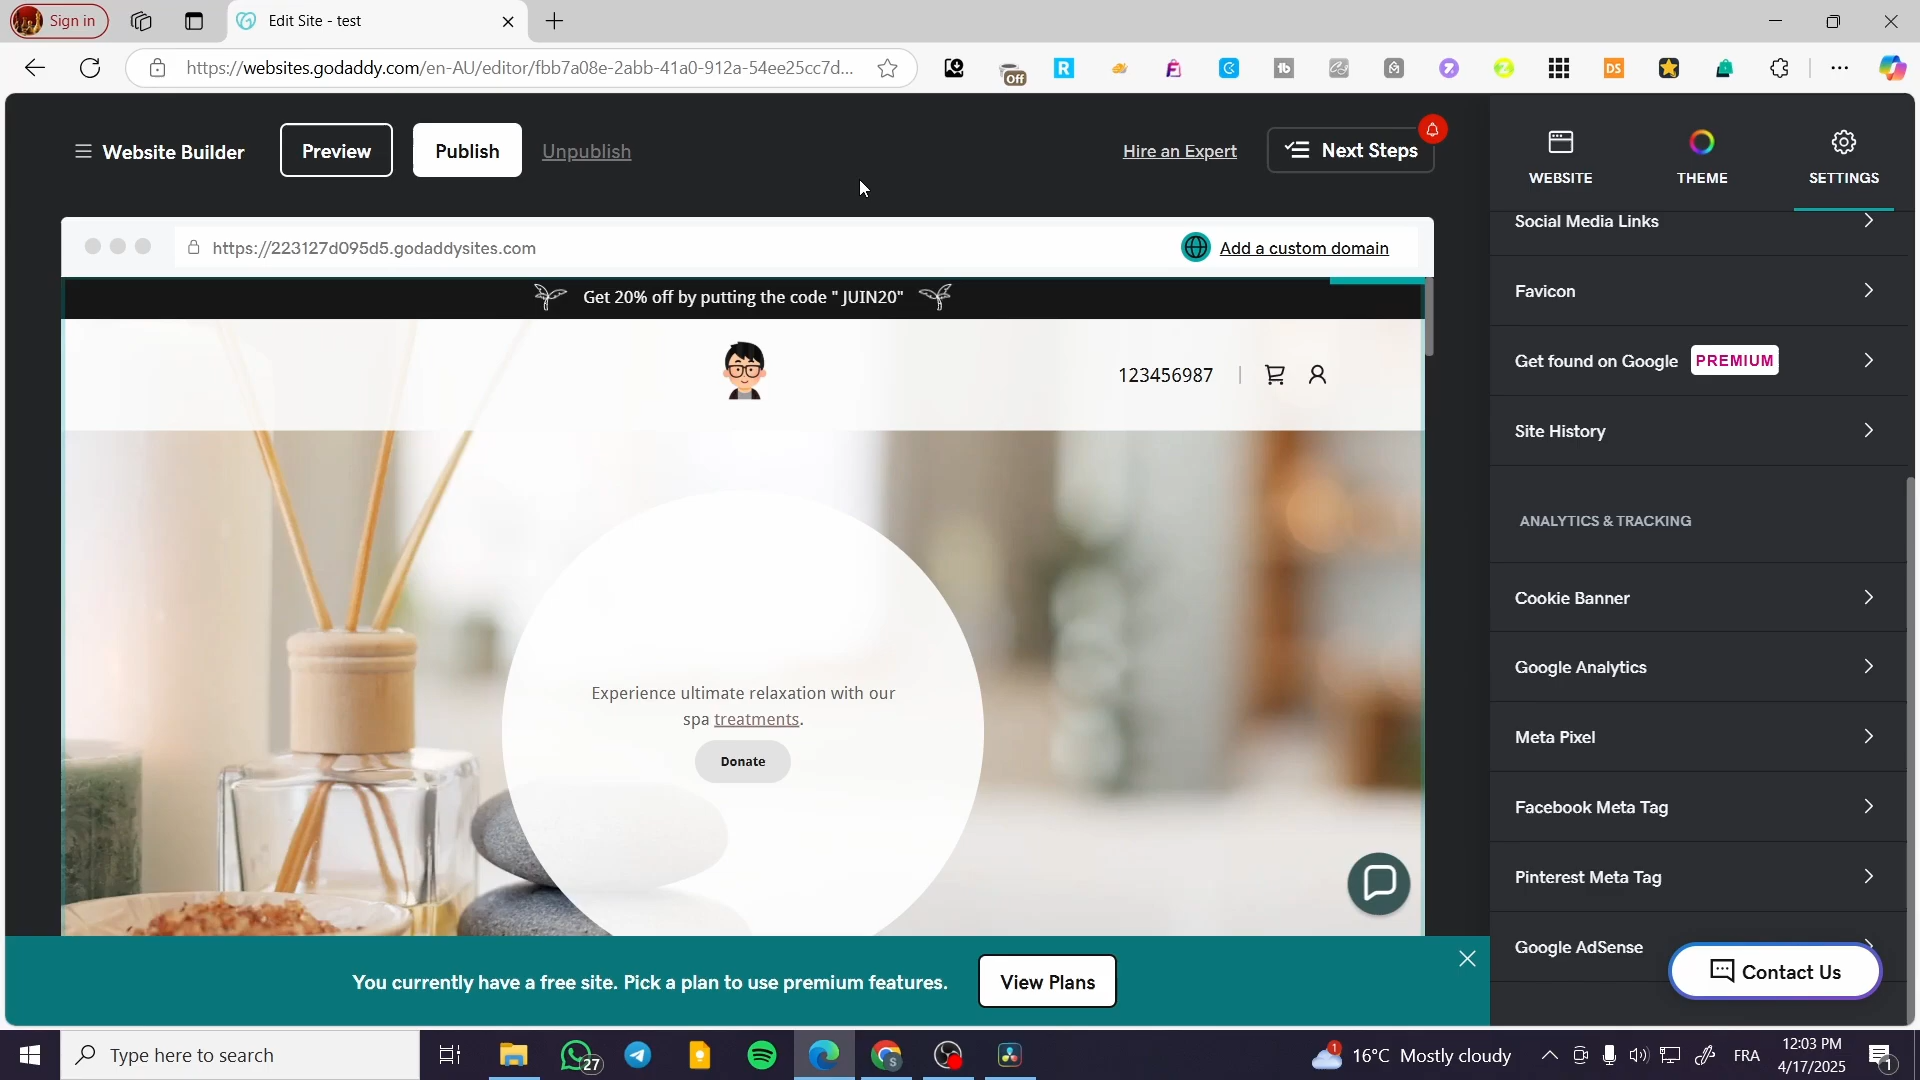 Sign in
Edit Site - test
https://websites.godaddy.com/en-AU/editor/fbb7a08e-2abb-41a0-912a-54ee25cc7d...
Off
Website Builder
Preview
Publish
Unpublish
Hire an Expert
Next Steps
WEBSITE
THEME
SETTINGS
https://223127d095d5.godaddysites.com
Add a custom domain
Get 20% off by putting the code " JUIN20"
123456987
Experience ultimate relaxation with our
spa treatments.
Donate
You currently have a free site. Pick a plan to use premium features.
View Plans
Social Media Links
Favicon
Get found on Google PREMIUM
Site History
ANALYTICS & TRACKING
Cookie Banner
Google Analytics
Meta Pixel
Facebook Meta Tag
Pinterest Meta Tag
Google AdSense
Contact Us
Type here to search
27
1
16°C Mostly cloudy
FRA
12:03 PM
4/17/2025
1